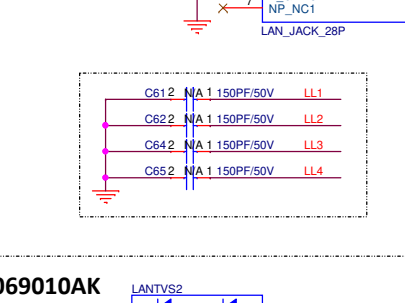 7
NP_NC1
LAN_JACK_28P
C61 2 N/A 1 150PF/50V LL1
C62 2 N/A 1 150PF/50V LL2
C64 2 N/A 1 150PF/50V LL3
C65 2 N/A 1 150PF/50V LL4
069010AK
LANTVS2